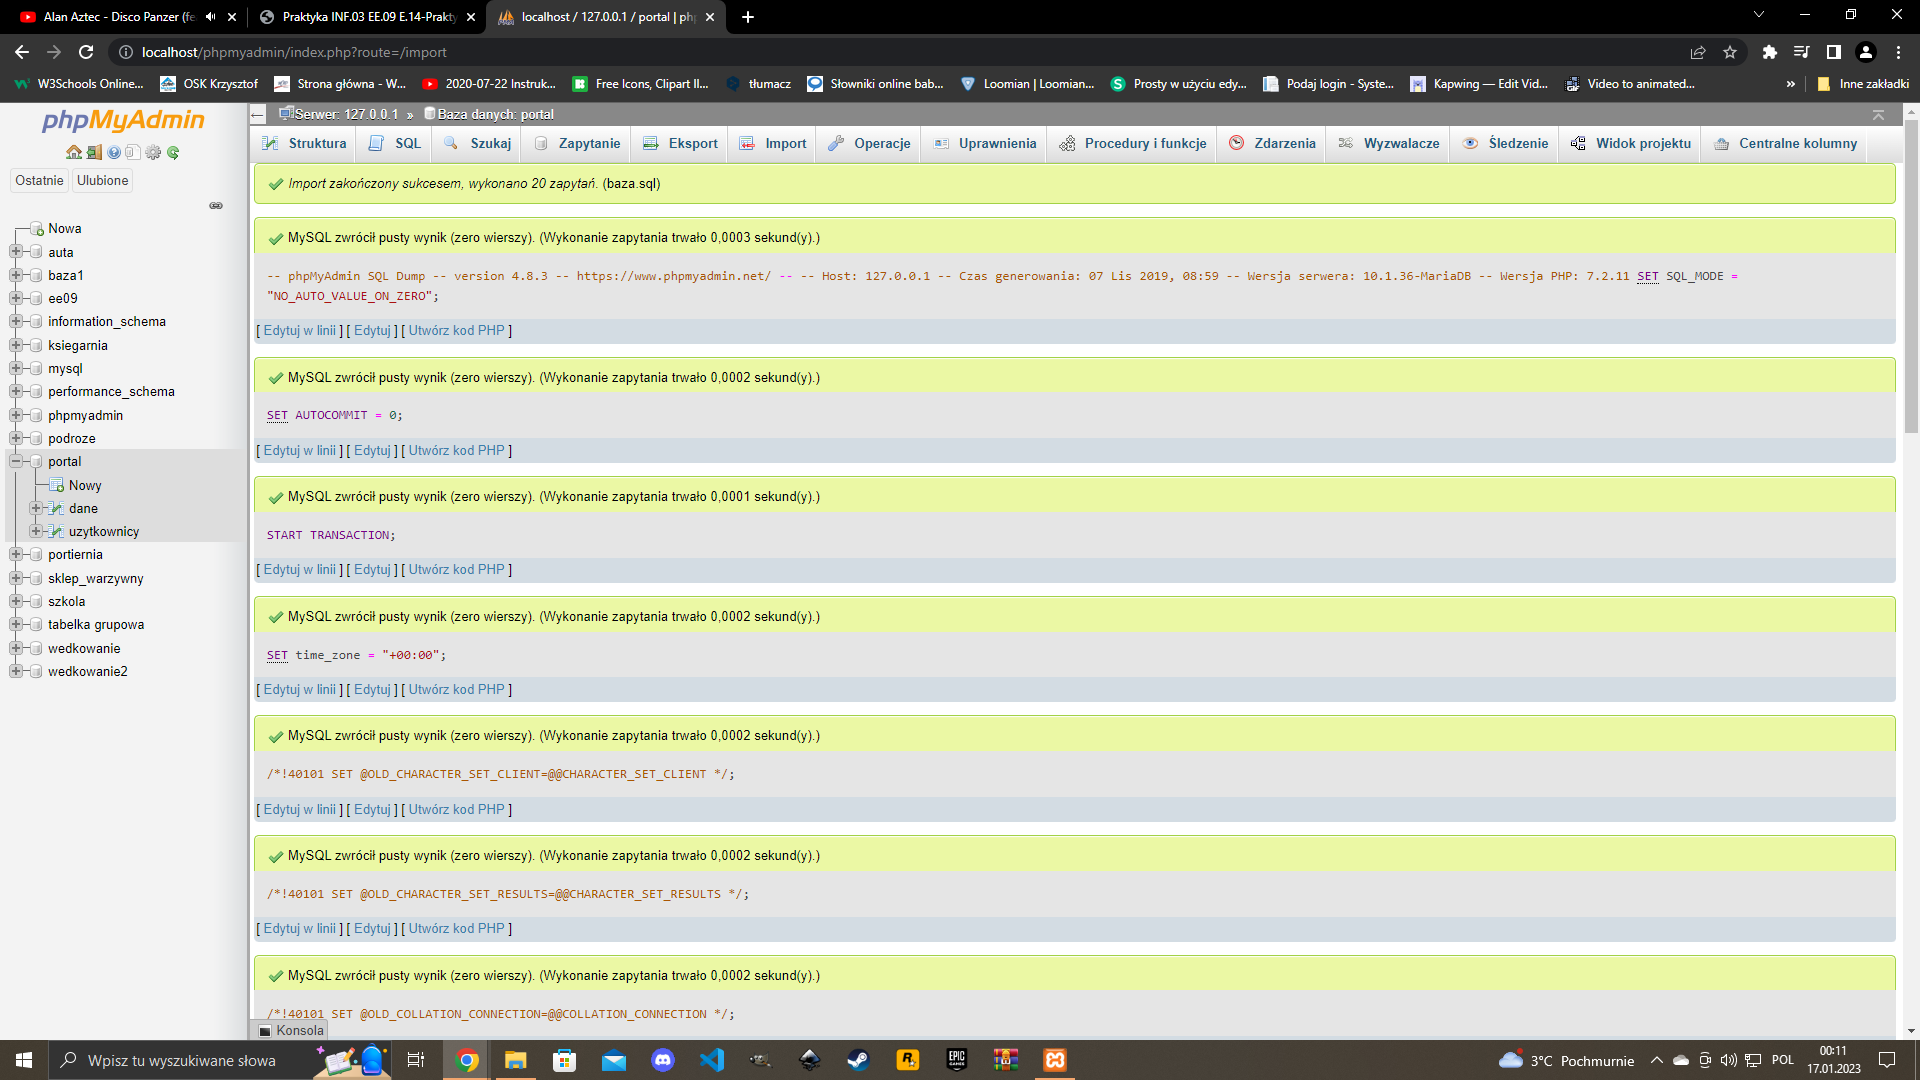 Alan Aztec - Disco Panzer (fe
Praktyka INF.03 EE.09 E.14-Prakty
localhost / 127.0.0.1 / portal | php
localhost/phpmyadmin/index.php?route=/import
W3Schools Online...
OSK Krzysztof
Strona główna - W...
2020-07-22 Instruk...
Free Icons, Clipart Il...
tłumacz
Słowniki online bab...
Loomian | Loomian...
Prosty w użyciu edy...
Podaj login - Syste...
Kapwing — Edit Vid...
Video to animated...
»
Inne zakładki
phpMyAdmin
Ostatnie
Ulubione
Nowa
auta
baza1
ee09
information_schema
ksiegarnia
mysql
performance_schema
phpmyadmin
podroze
portal
Nowy
dane
uzytkownicy
portiernia
sklep_warzywny
szkola
tabelka grupowa
wedkowanie
wedkowanie2
Serwer: 127.0.0.1 » Baza danych: portal
Struktura
SQL
Szukaj
Zapytanie
Eksport
Import
Operacje
Uprawnienia
Procedury i funkcje
Zdarzenia
Wyzwalacze
Śledzenie
Widok projektu
Centralne kolumny
Import zakończony sukcesem, wykonano 20 zapytań. (baza.sql)
MySQL zwrócił pusty wynik (zero wierszy). (Wykonanie zapytania trwało 0,0003 sekund(y).)
-- phpMyAdmin SQL Dump -- version 4.8.3 -- https://www.phpmyadmin.net/ -- -- Host: 127.0.0.1 -- Czas generowania: 07 Lis 2019, 08:59 -- Wersja serwera: 10.1.36-MariaDB -- Wersja PHP: 7.2.11 SET SQL_MODE =
"NO_AUTO_VALUE_ON_ZERO";
[ Edytuj w linii ] [ Edytuj ] [ Utwórz kod PHP ]
MySQL zwrócił pusty wynik (zero wierszy). (Wykonanie zapytania trwało 0,0002 sekund(y).)
SET AUTOCOMMIT = 0;
[ Edytuj w linii ] [ Edytuj ] [ Utwórz kod PHP ]
MySQL zwrócił pusty wynik (zero wierszy). (Wykonanie zapytania trwało 0,0001 sekund(y).)
START TRANSACTION;
[ Edytuj w linii ] [ Edytuj ] [ Utwórz kod PHP ]
MySQL zwrócił pusty wynik (zero wierszy). (Wykonanie zapytania trwało 0,0002 sekund(y).)
SET time_zone = "+00:00";
[ Edytuj w linii ] [ Edytuj ] [ Utwórz kod PHP ]
MySQL zwrócił pusty wynik (zero wierszy). (Wykonanie zapytania trwało 0,0002 sekund(y).)
/*!40101 SET @OLD_CHARACTER_SET_CLIENT=@@CHARACTER_SET_CLIENT */;
[ Edytuj w linii ] [ Edytuj ] [ Utwórz kod PHP ]
MySQL zwrócił pusty wynik (zero wierszy). (Wykonanie zapytania trwało 0,0002 sekund(y).)
/*!40101 SET @OLD_CHARACTER_SET_RESULTS=@@CHARACTER_SET_RESULTS */;
[ Edytuj w linii ] [ Edytuj ] [ Utwórz kod PHP ]
MySQL zwrócił pusty wynik (zero wierszy). (Wykonanie zapytania trwało 0,0002 sekund(y).)
/*!40101 SET @OLD_COLLATION_CONNECTION=@@COLLATION_CONNECTION */;
Konsola
Wpisz tu wyszukiwane słowa
EPIC GAMES
3°C Pochmurnie
POL
00:11
17.01.2023